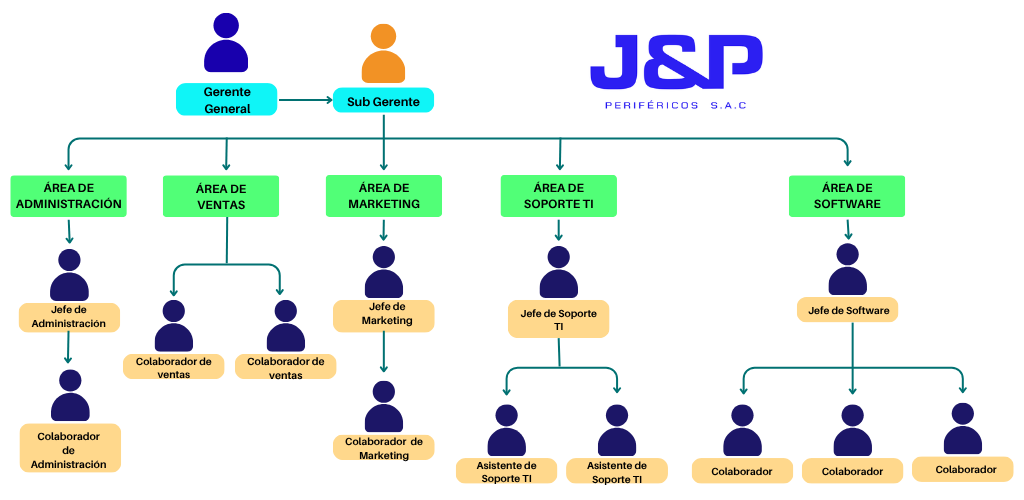 J&P
PERIFÉRICOS S.A.C
Gerente
General
Sub Gerente
ÁREA DE
ADMINISTRACIÓN
ÁREA DE
VENTAS
ÁREA DE
MARKETING
ÁREA DE
SOPORTE TI
ÁREA DE
SOFTWARE
Jefe de
Administración
Jefe de
Marketing
Jefe de Soporte
TI
Jefe de Software
Colaborador de
ventas
Colaborador de
ventas
Colaborador
de
Administración
Colaborador de
Marketing
Asistente de
Soporte TI
Asistente de
Soporte TI
Colaborador
Colaborador
Colaborador